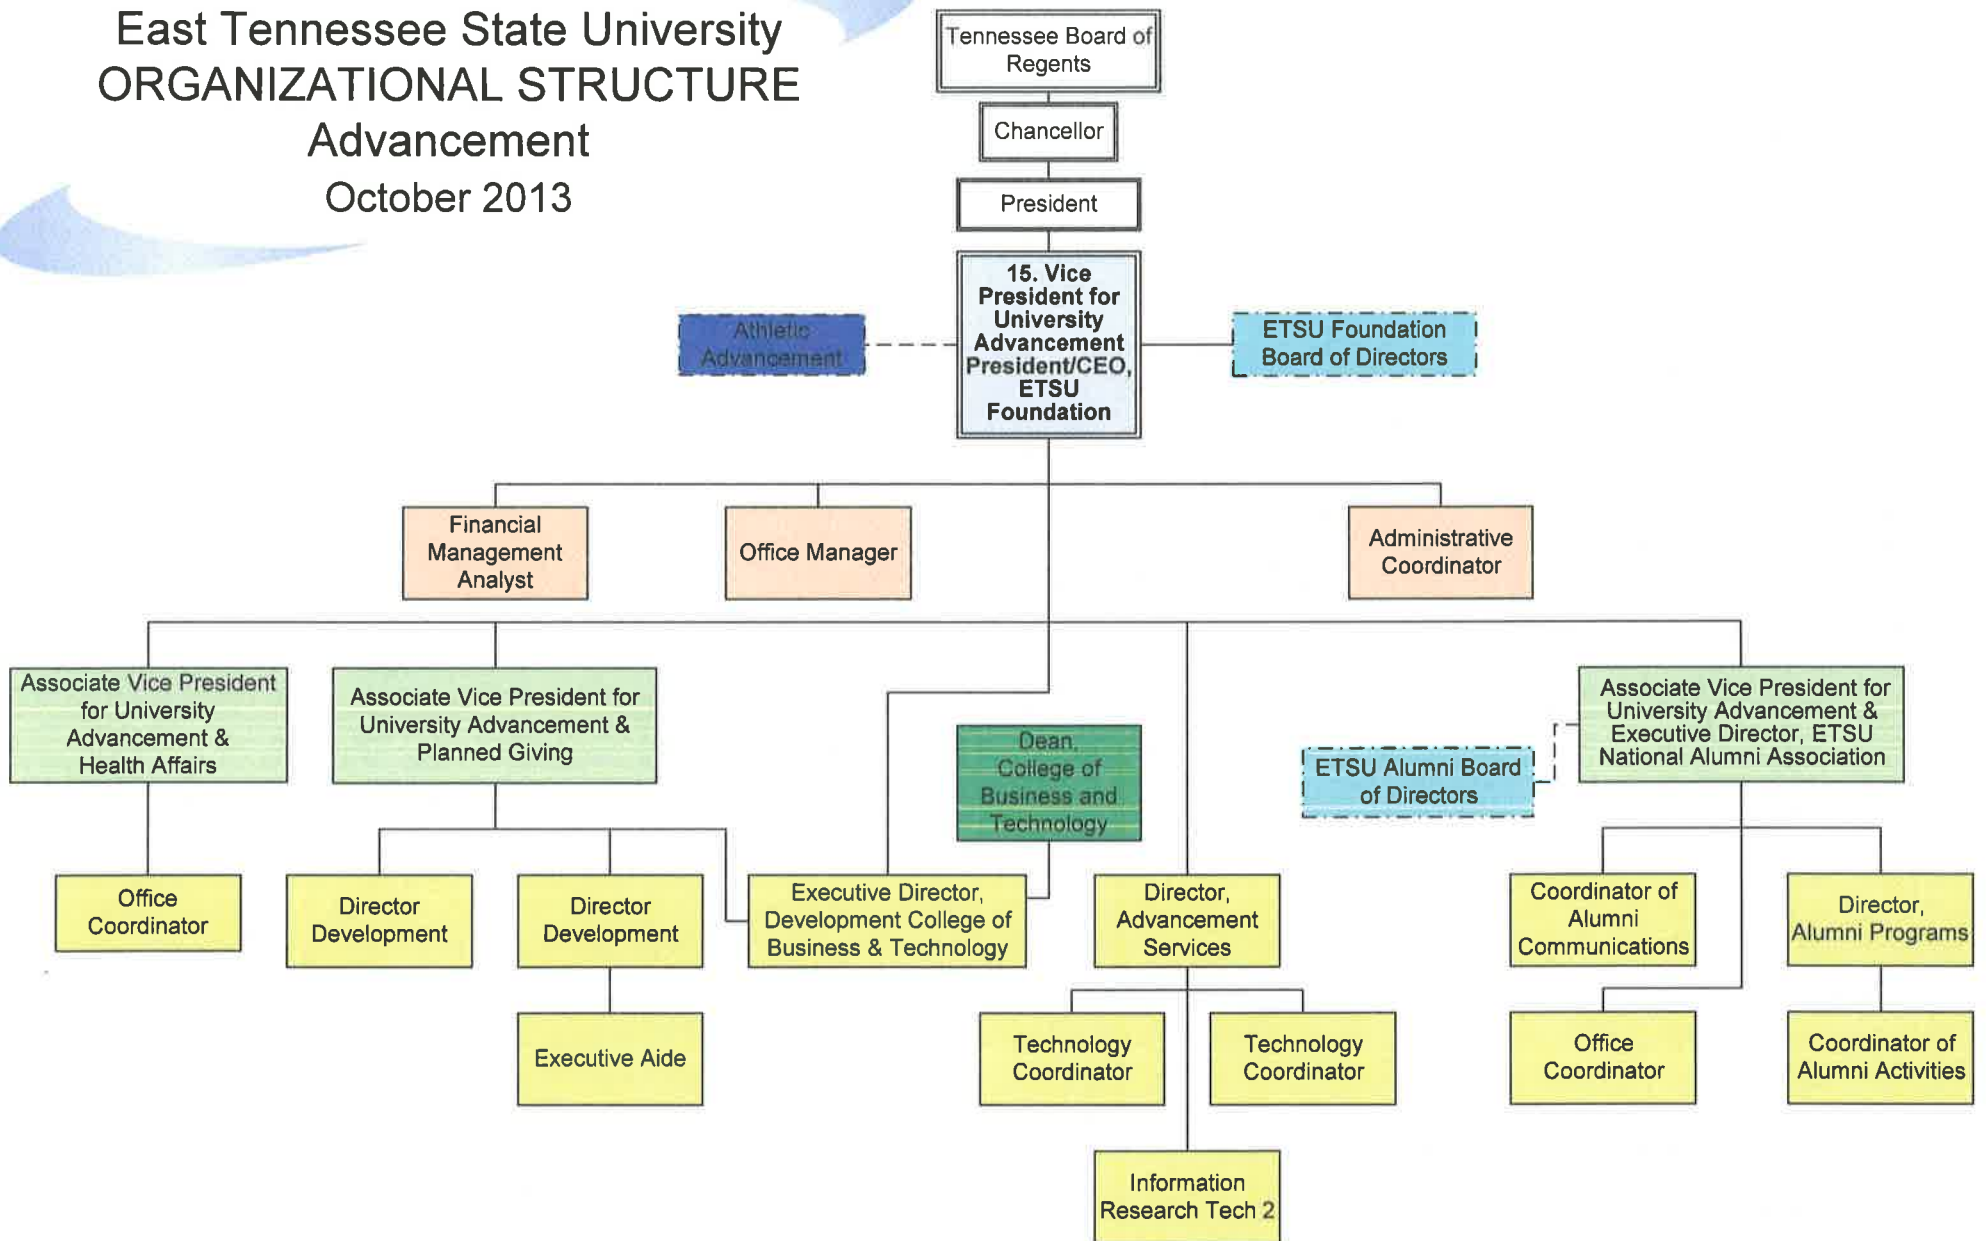 East Tennessee State University
ORGANIZATIONAL STRUCTURE
Advancement
October 2013
Tennessee Board of
Regents
Chancellor
President
15. Vice
President for
University
Advancement
President/CEO,
ETSU
Foundation
Athletic
Advancement
ETSU Foundation
Board of Directors
Financial
Management
Analyst
Office Manager
Administrative
Coordinator
Associate Vice President
for University
Advancement &
Health Affairs
Associate Vice President for
University Advancement &
Planned Giving
Dean,
College of
Business and
Technology
ETSU Alumni Board
of Directors
Associate Vice President for
University Advancement &
Executive Director, ETSU
National Alumni Association
Office
Coordinator
Director
Development
Director
Development
Executive Director,
Development College of
Business & Technology
Director,
Advancement
Services
Coordinator of
Alumni
Communications
Director,
Alumni Programs
Executive Aide
Technology
Coordinator
Technology
Coordinator
Office
Coordinator
Coordinator of
Alumni Activities
Information
Research Tech 2